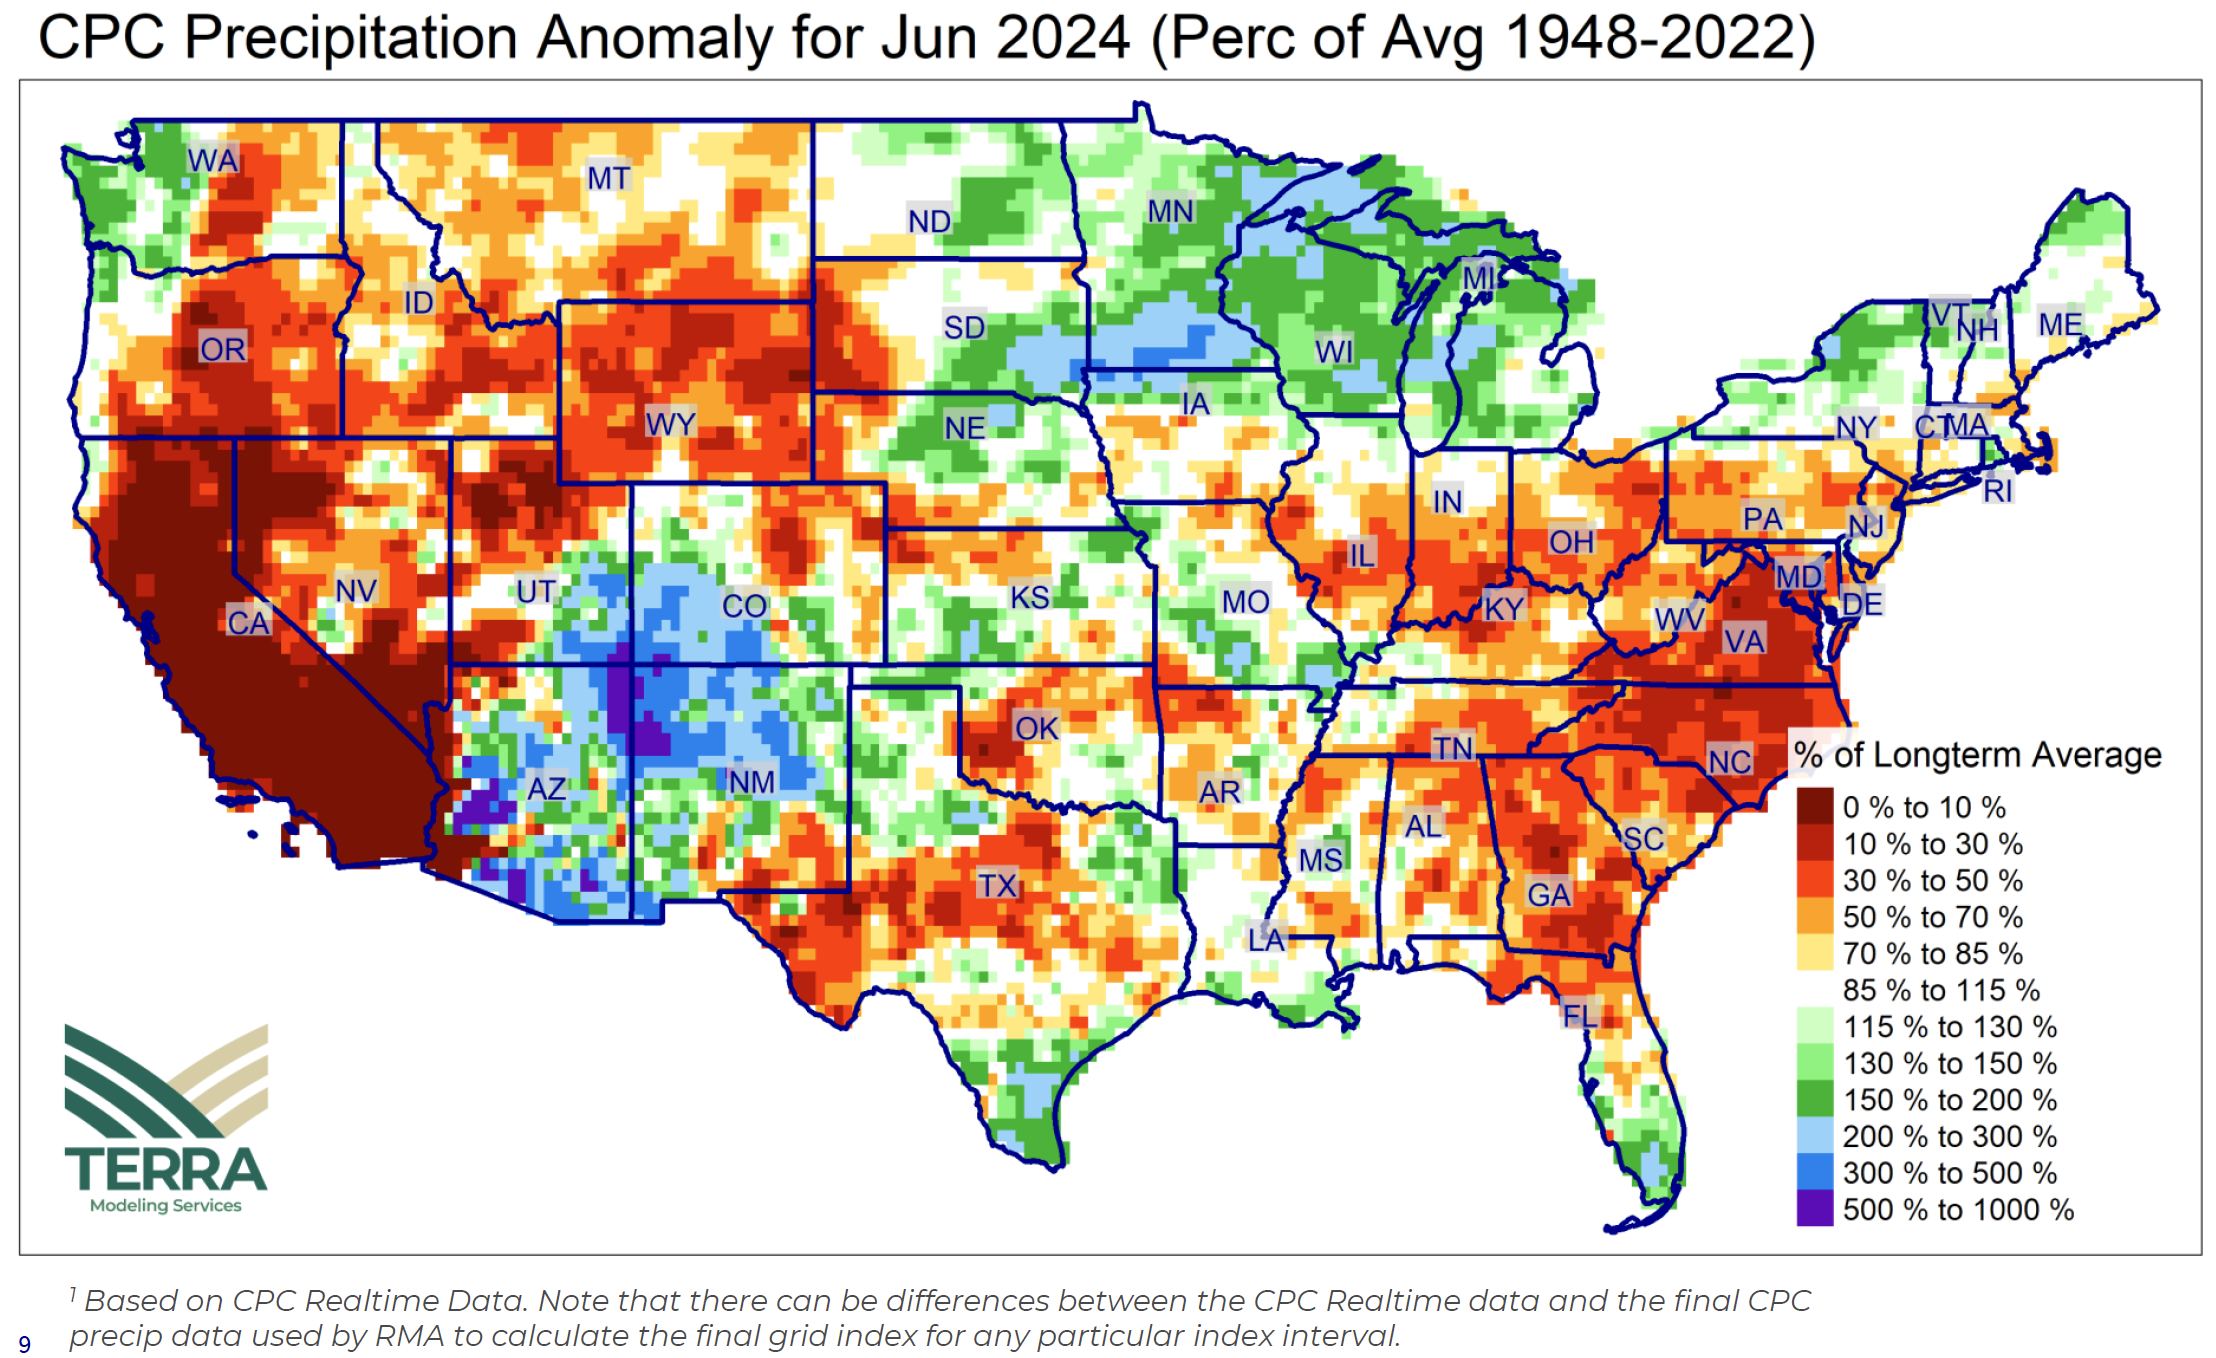 CPC Precipitation Anomaly for Jun 2024 (Perc of Avg 1948-2022)
WA
MT
ND
MN
VT
NH
ME
MI
ID
SD
OR
WI
WY
NE
IA
NY
CT
MA
IN
RI
PA
NJ
OH
IL
UT
NV
CO
KS
MO
KY
MD
DE
WV
VA
CA
OK
TN
NC
AZ
NM
AR
AL
SC
MS
TX
GA
LA
FL
% of Longterm Average
0 % to 10 %
10 % to 30 %
30 % to 50 %
50 % to 70 %
70 % to 85 %
85 % to 115 %
115 % to 130 %
130 % to 150 %
150 % to 200 %
200 % to 300 %
300 % to 500 %
500 % to 1000 %
TERRA
Modeling Services
1 Based on CPC Realtime Data. Note that there can be differences between the CPC Realtime data and the final CPC
precip data used by RMA to calculate the final grid index for any particular index interval.
9